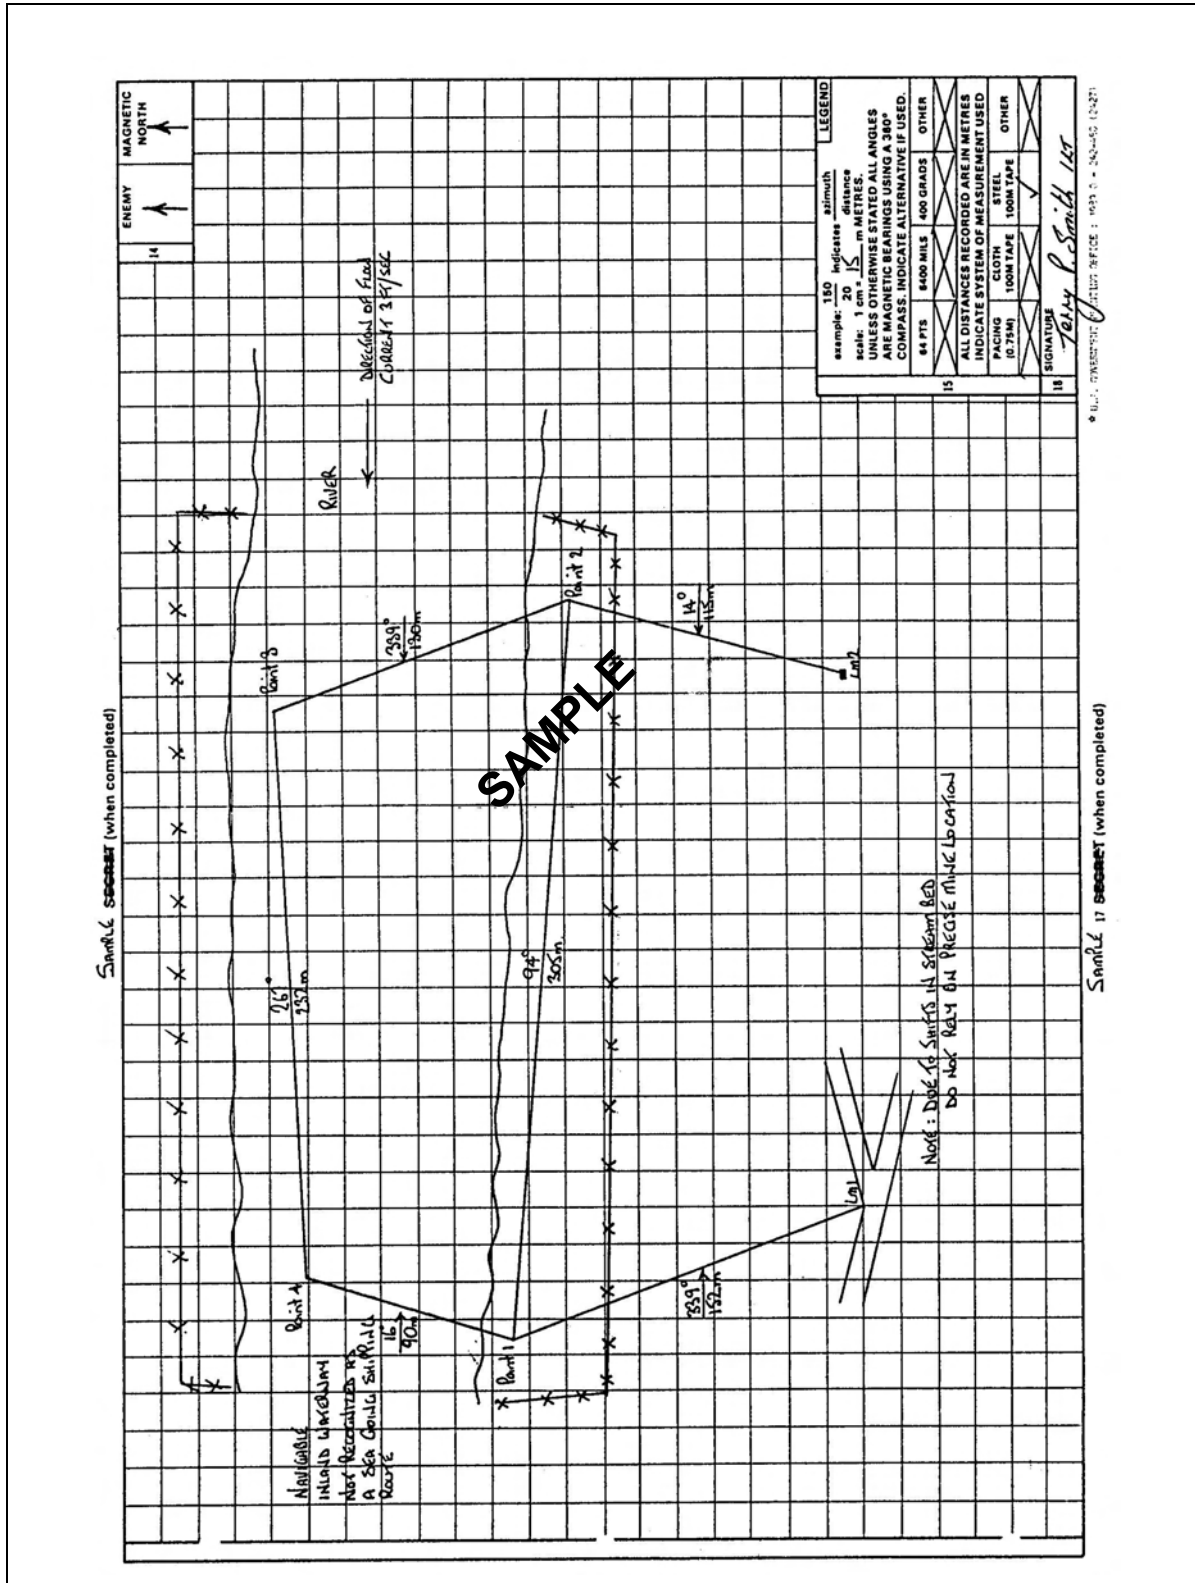 SAMPLE SECRET (when completed)
14
ENEMY
MAGNETIC
NORTH
NAVIGABLE
INLAND WATERWAY
NOT RECOGNIZED AS
A SEA GOING SHIPPING
ROUTE
RIVER
DIRECTION OF FLOW
CURRENT 3 FT/SEC
Point 4
Point 3
267°
232m
339°
130m
16°
90m
Point 1
94°
305m
Point 2
SAMPLE
339°
152m
14°
115m
LM1
LM2
NOTE: DUE TO SHIFTS IN STREAM BED
DO NOT RELY ON PRECISE MINE LOCATION
LEGEND
example: 150 indicates azimuth
20 distance
scale: 1 cm = 15 m METRES.
UNLESS OTHERWISE STATED ALL ANGLES
ARE MAGNETIC BEARINGS USING A 360°
COMPASS. INDICATE ALTERNATIVE IF USED.
64 PTS
6400 MILS
400 GRADS
OTHER
15
ALL DISTANCES RECORDED ARE IN METRES
INDICATE SYSTEM OF MEASUREMENT USED
PACING
(0.75M)
CLOTH
100M TAPE
STEEL
100M TAPE
OTHER
18
SIGNATURE
Terry P. Smith 1LT
SAMPLE 17 SECRET (when completed)